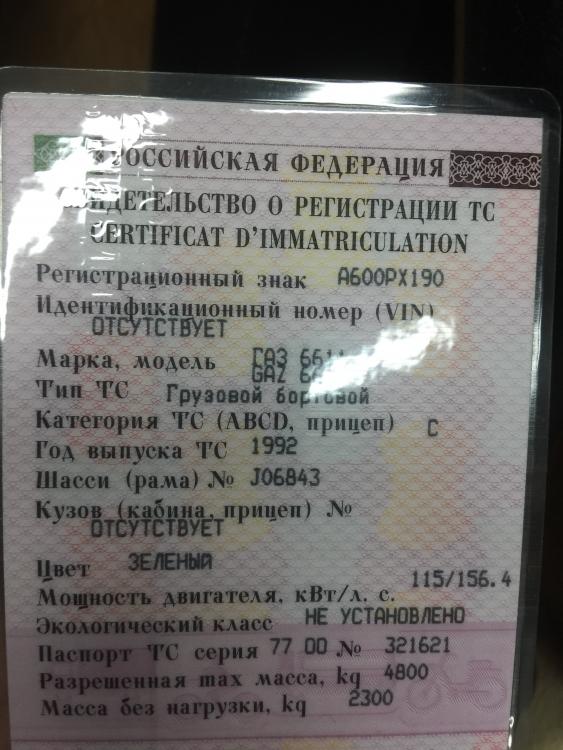 РОССИЙСКАЯ ФЕДЕРАЦИЯ
СВИДЕТЕЛЬСТВО О РЕГИСТРАЦИИ ТС
CERTIFICAT D'IMMATRICULATION
Регистрационный знак А600РХ190
Идентификационный номер (VIN)
ОТСУТСТВУЕТ
Марка, модель ГАЗ
GAZ
Тип ТС Грузовой бортовой
Категория ТС (ABCD, прицеп) C
Год выпуска ТС 1992
Шасси (рама) № J06843
Кузов (кабина, прицеп) №
ОТСУТСТВУЕТ
Цвет ЗЕЛЕНЫЙ
Мощность двигателя, кВт/л. с. 115/156.4
Экологический класс НЕ УСТАНОВЛЕНО
Паспорт ТС серия 77 00 № 321621
Разрешенная max масса, kg 4800
Масса без нагрузки, kg 2300